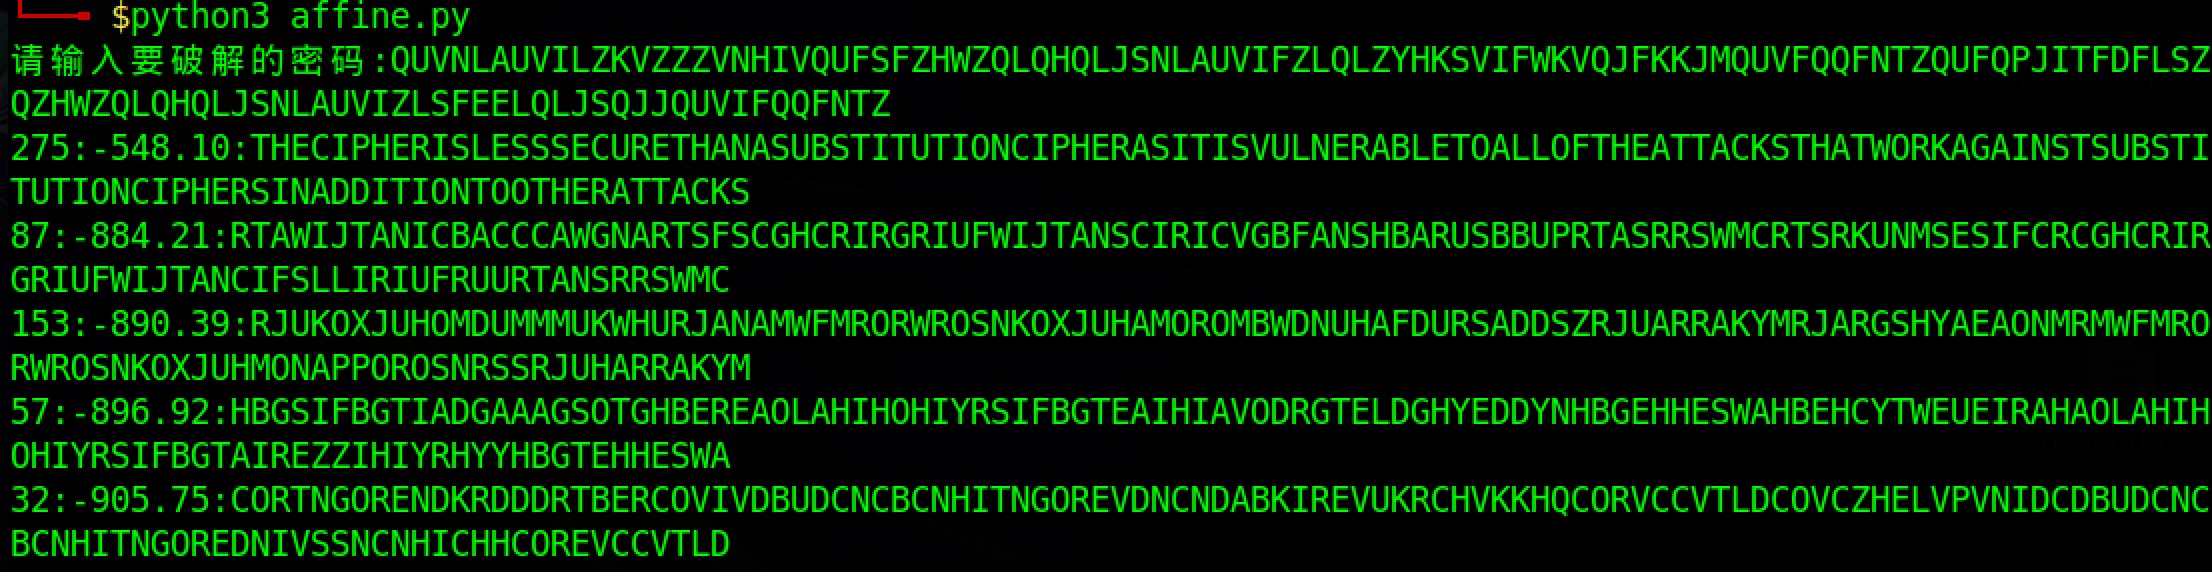 $python3 affine.py
请输入要破解的密码:QUVNLAUVILZKVZZZVNHIVQUFSFZHWZQLQHQLJSNLAUVIFZLQLZYHKSVIFWKVQJFKKJMQUVFQQFNTZQUFQPJITFDFLSZ
QZHWZQLQHQLJSNLAUVIZLSFEELQLJSQJJQUVIFQQFNTZ
275:-548.10:THECIPHERISLESSSECURETHANASUBSTITUTIONCIPHERASITISVULNERABLETOALLOFTHEATTACKSTHATWORKAGAINSTSUBSTI
TUTIONCIPHERSINADDITIONTOOTHERATTACKS
87:-884.21:RTAWIJTANICBACCCAWGNARTSFSCGHCRIRGRIUFWIJTANSCIRICVGBFANSHBARUSBBUPRTASRRSWMCRTSRKUNMSESIFCRCGHCRIR
GRIUFWIJTANCIFSLLIRIUFRUURTANSRRSWMC
153:-890.39:RJUKOXJUHOMDUMMMUKWHURJANAMWFMRORWROSNKOXJUHAMOROMBWDNUHAFDURSADDSZRJUARRAKYMRJARGSHYAEAONMRMWFMRO
RWROSNKOXJUHMONAPPOROSNRSSRJUHARRAKYM
57:-896.92:HBGSIFBGTIADGAAAGSOTGHBEREAOLAHIHOHIYRSIFBGTEAIHIAVODRGTELDGHYEDDYNHBGEHHESWAHBEHCYTWEUEIRAHAOLAHIH
OHIYRSIFBGTAIREZZIHIYRHYYHBGTEHHESWA
32:-905.75:CORTNGORENDKRDDDRTBERCOVIVDBUDCNCBCNHITNGOREVDNCNDABKIREVUKRCHVKKHQCORVCCVTLDCOVCZHELVPVNIDCDBUDCNC
BCNHITNGOREDNIVSSNCNHICHHCOREVCCVTLD